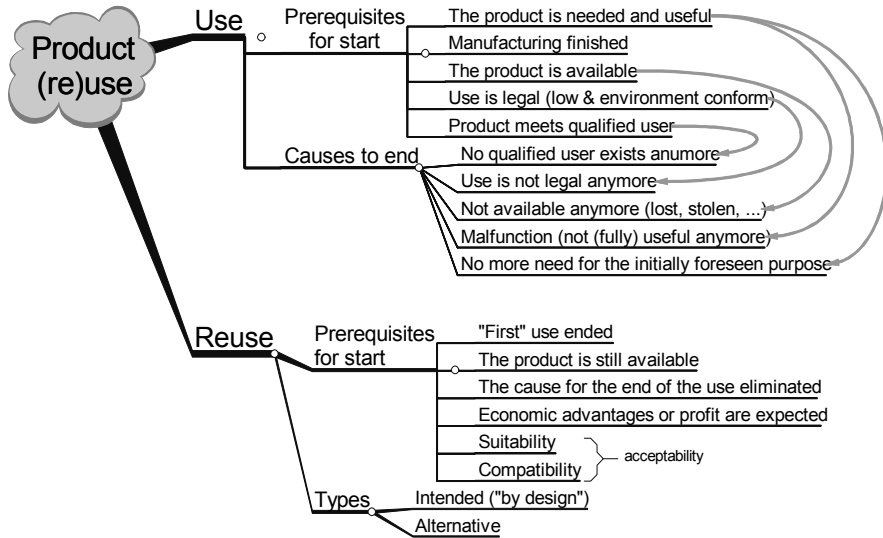 Product
(re)use
Use
Prerequisites
for start
The product is needed and useful
Manufacturing finished
The product is available
Use is legal (low & environment conform)
Product meets qualified user
Causes to end
No qualified user exists anumore
Use is not legal anymore
Not available anymore (lost, stolen, ...)
Malfunction (not (fully) useful anymore)
No more need for the initially foreseen purpose
Reuse
Prerequisites
for start
"First" use ended
The product is still available
The cause for the end of the use eliminated
Economic advantages or profit are expected
Suitability
Compatibility
acceptability
Types
Intended ("by design")
Alternative